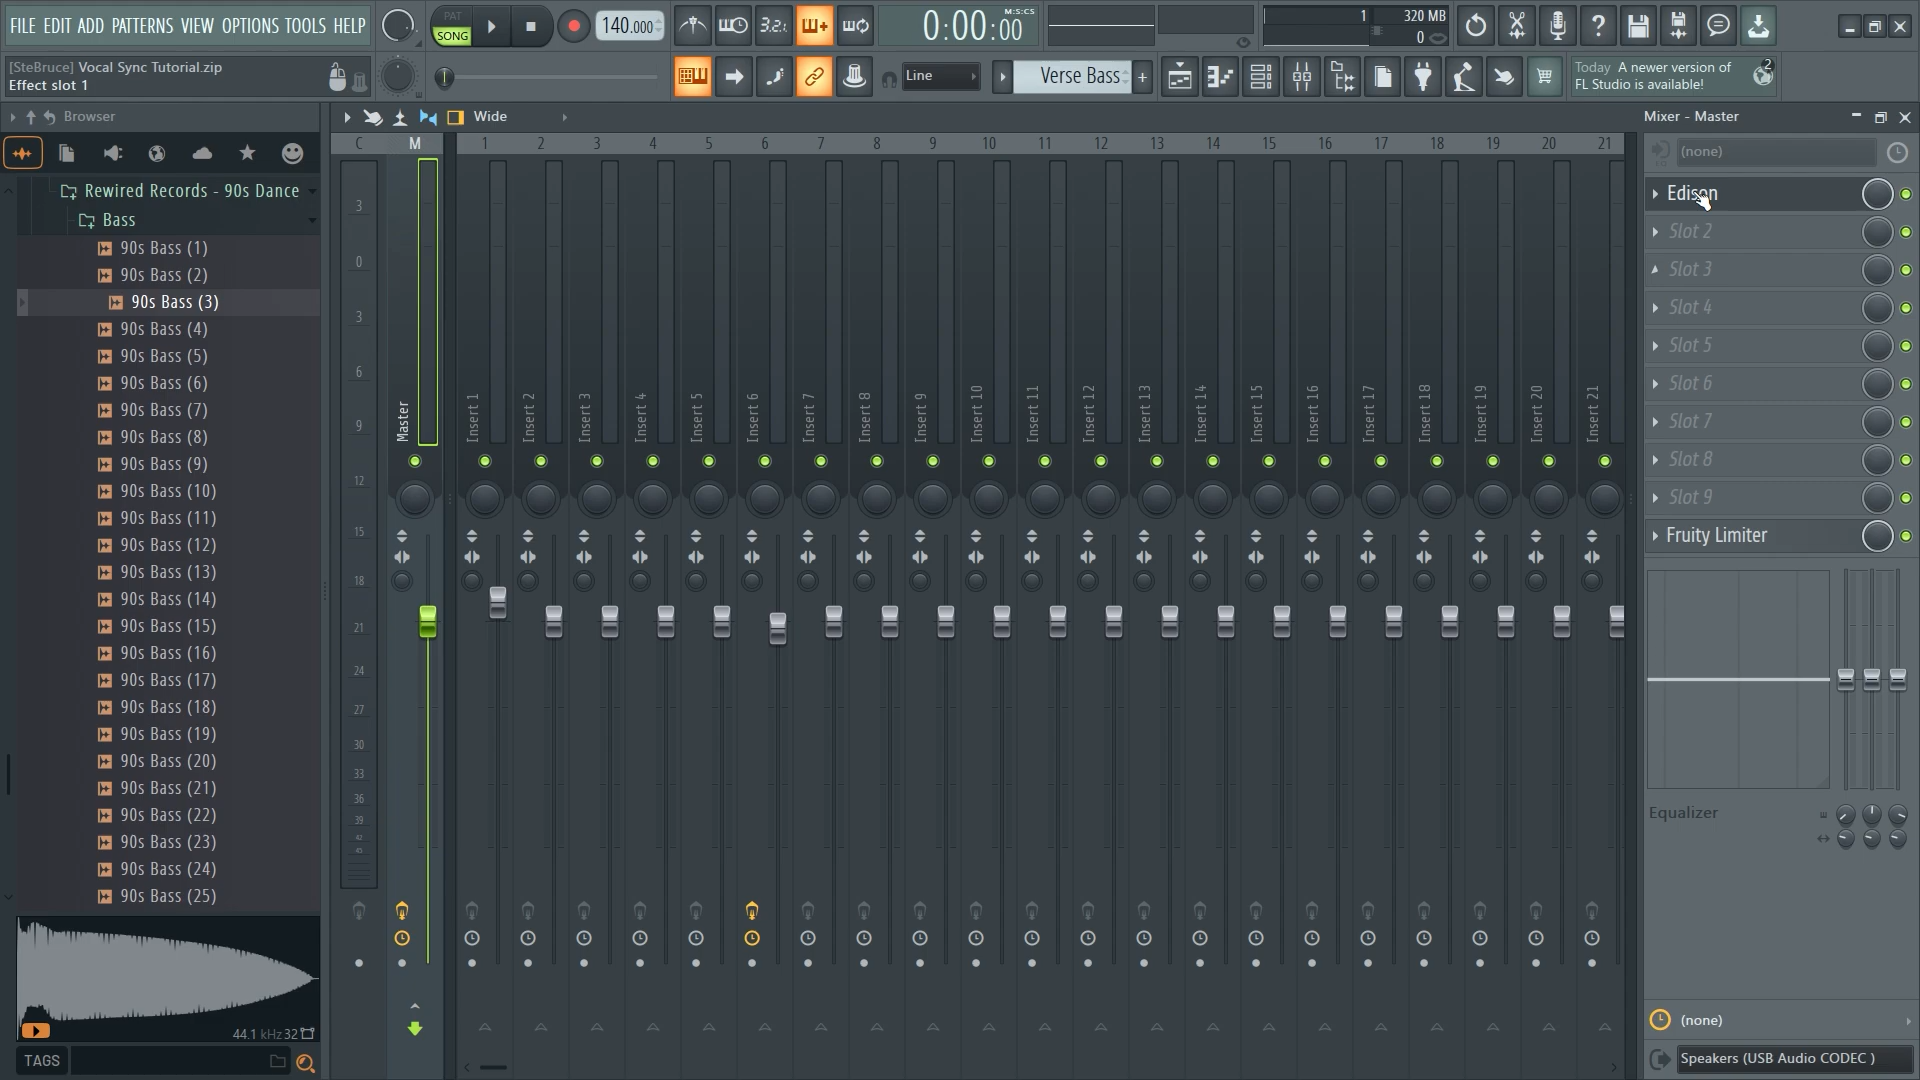 FILE EDIT ADD PATTERNS VIEW OPTIONS TOOLS HELP
PAT
SONG
140.000
3.2.1
0:00:00
M:S:CS
1
320 MB
0
[SteBruce] Vocal Sync Tutorial.zip
Effect slot 1
Line
Verse Bass
Today A newer version of
FL Studio is available!
2
Browser
Wide
Mixer - Master
C M 1 2 3 4 5 6 7 8 9 10 11 12 13 14 15 16 17 18 19 20 21
(none)
Rewired Records - 90s Dance
Bass
90s Bass (1)
90s Bass (2)
90s Bass (3)
90s Bass (4)
90s Bass (5)
90s Bass (6)
90s Bass (7)
90s Bass (8)
90s Bass (9)
90s Bass (10)
90s Bass (11)
90s Bass (12)
90s Bass (13)
90s Bass (14)
90s Bass (15)
90s Bass (16)
90s Bass (17)
90s Bass (18)
90s Bass (19)
90s Bass (20)
90s Bass (21)
90s Bass (22)
90s Bass (23)
90s Bass (24)
90s Bass (25)
44.1 kHz 32
TAGS
3
0
3
6
9
12
15
18
21
24
27
30
33
36
39
42
45
Master
Insert 1
Insert 2
Insert 3
Insert 4
Insert 5
Insert 6
Insert 7
Insert 8
Insert 9
Insert 10
Insert 11
Insert 12
Insert 13
Insert 14
Insert 15
Insert 16
Insert 17
Insert 18
Insert 19
Insert 20
Insert 21
Edison
Slot 2
Slot 3
Slot 4
Slot 5
Slot 6
Slot 7
Slot 8
Slot 9
Fruity Limiter
Equalizer
(none)
Speakers (USB Audio CODEC )